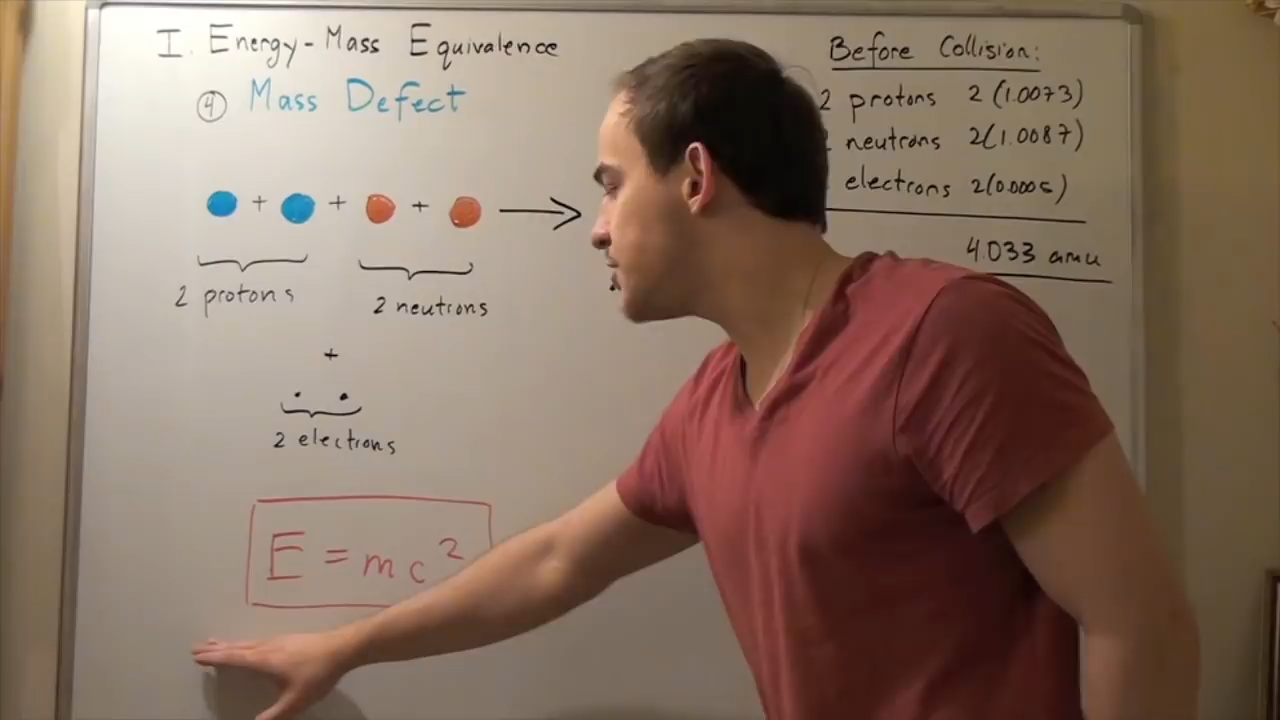 I. Energy-Mass Equivalence
④ Mass Defect
+ + +
2 protons
2 neutrons
+
2 electrons
E = mc²
Before Collision:
2 protons 2(1.0073)
neutrons 2(1.0087)
electrons 2(0.0005)
4.033 amu